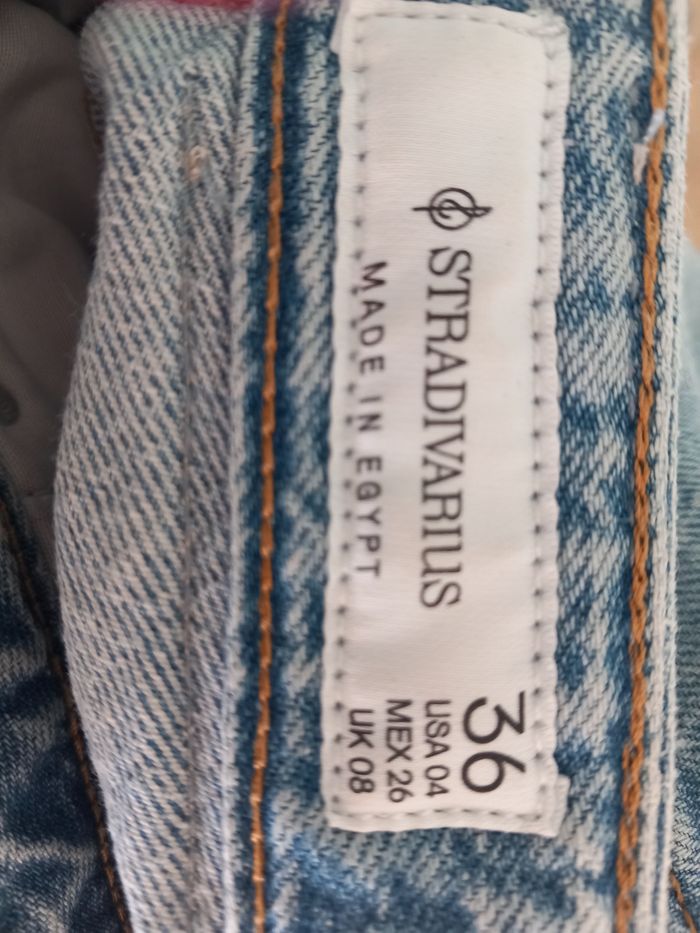 STRADIVARIUS
MADE IN EGYPT
36
USA 04
MEX 26
UK 08